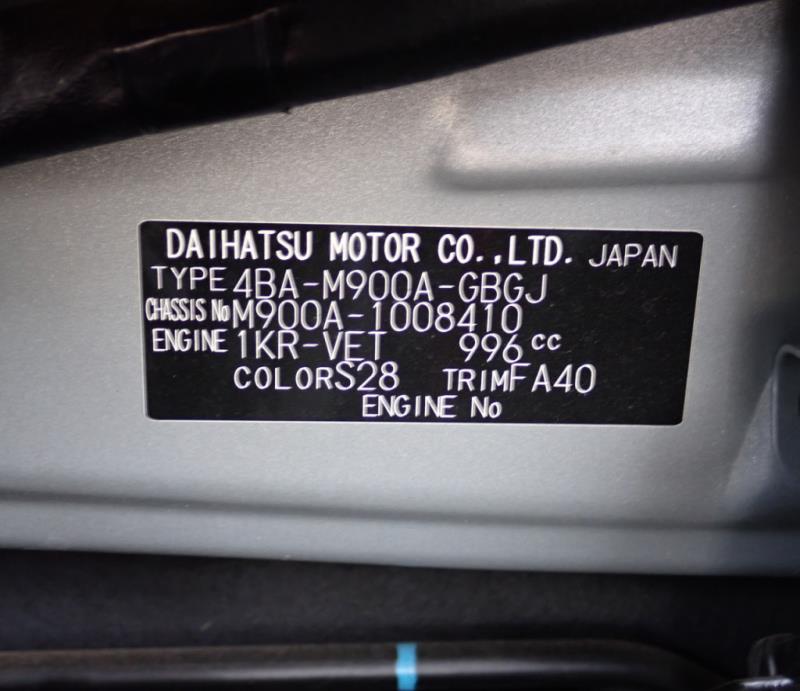 DAIHATSU MOTOR CO.,LTD. JAPAN
TYPE 4BA-M900A-GBGJ
CHASSIS No M900A-1008410
ENGINE 1KR-VET 996 cc
COLOR S28 TRIM FA40
ENGINE No